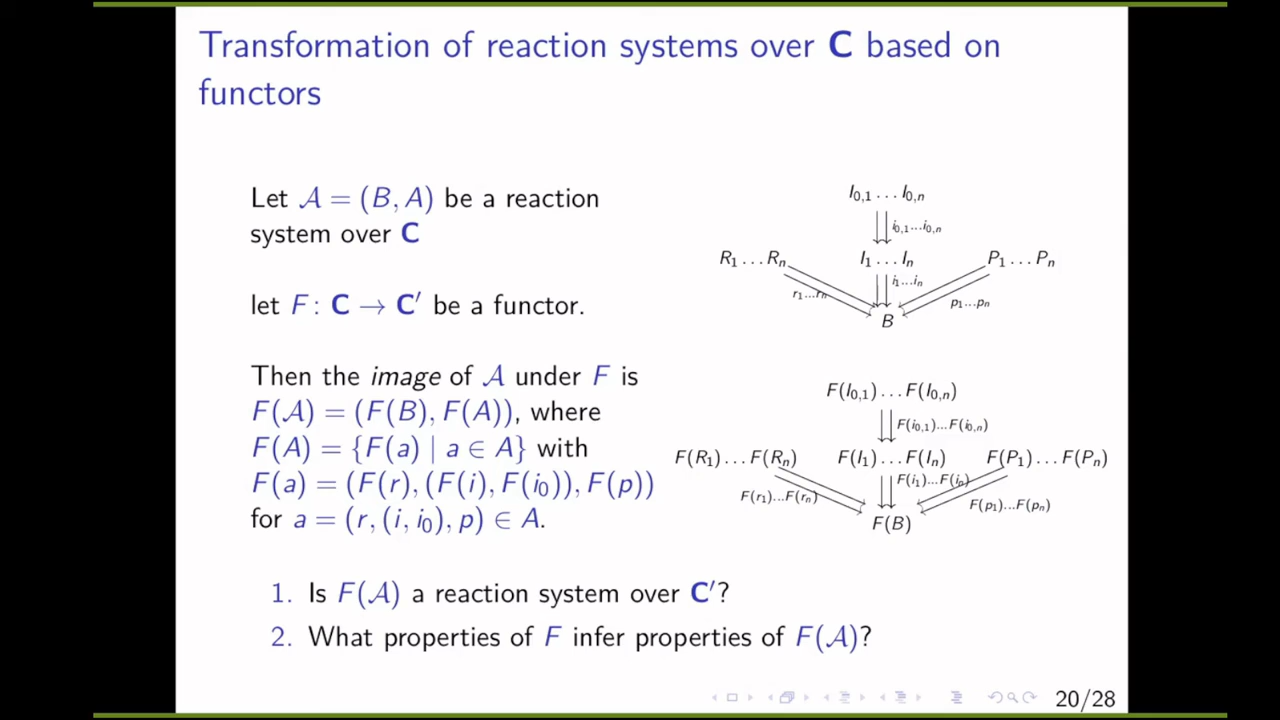 Transformation of reaction systems over C based on
functors
Let 𝒜 = (B, A) be a reaction
system over C
let F : C → C′ be a functor.
Then the image of 𝒜 under F is
F(𝒜) = (F(B), F(A)), where
F(A) = {F(a) | a ∈ A} with
F(a) = (F(r), (F(i), F(i₀)), F(p))
for a = (r, (i, i₀), p) ∈ A.
I₀,₁ … I₀,ₙ
i₀,₁…i₀,ₙ
R₁ … Rₙ I₁ … Iₙ P₁ … Pₙ
r₁…rₙ i₁…iₙ p₁…pₙ
B
F(I₀,₁) … F(I₀,ₙ)
F(i₀,₁)…F(i₀,ₙ)
F(R₁) … F(Rₙ) F(I₁) … F(Iₙ) F(P₁) … F(Pₙ)
F(r₁)…F(rₙ) F(i₁)…F(iₙ) F(p₁)…F(pₙ)
F(B)
1. Is F(𝒜) a reaction system over C′?
2. What properties of F infer properties of F(𝒜)?
20/28